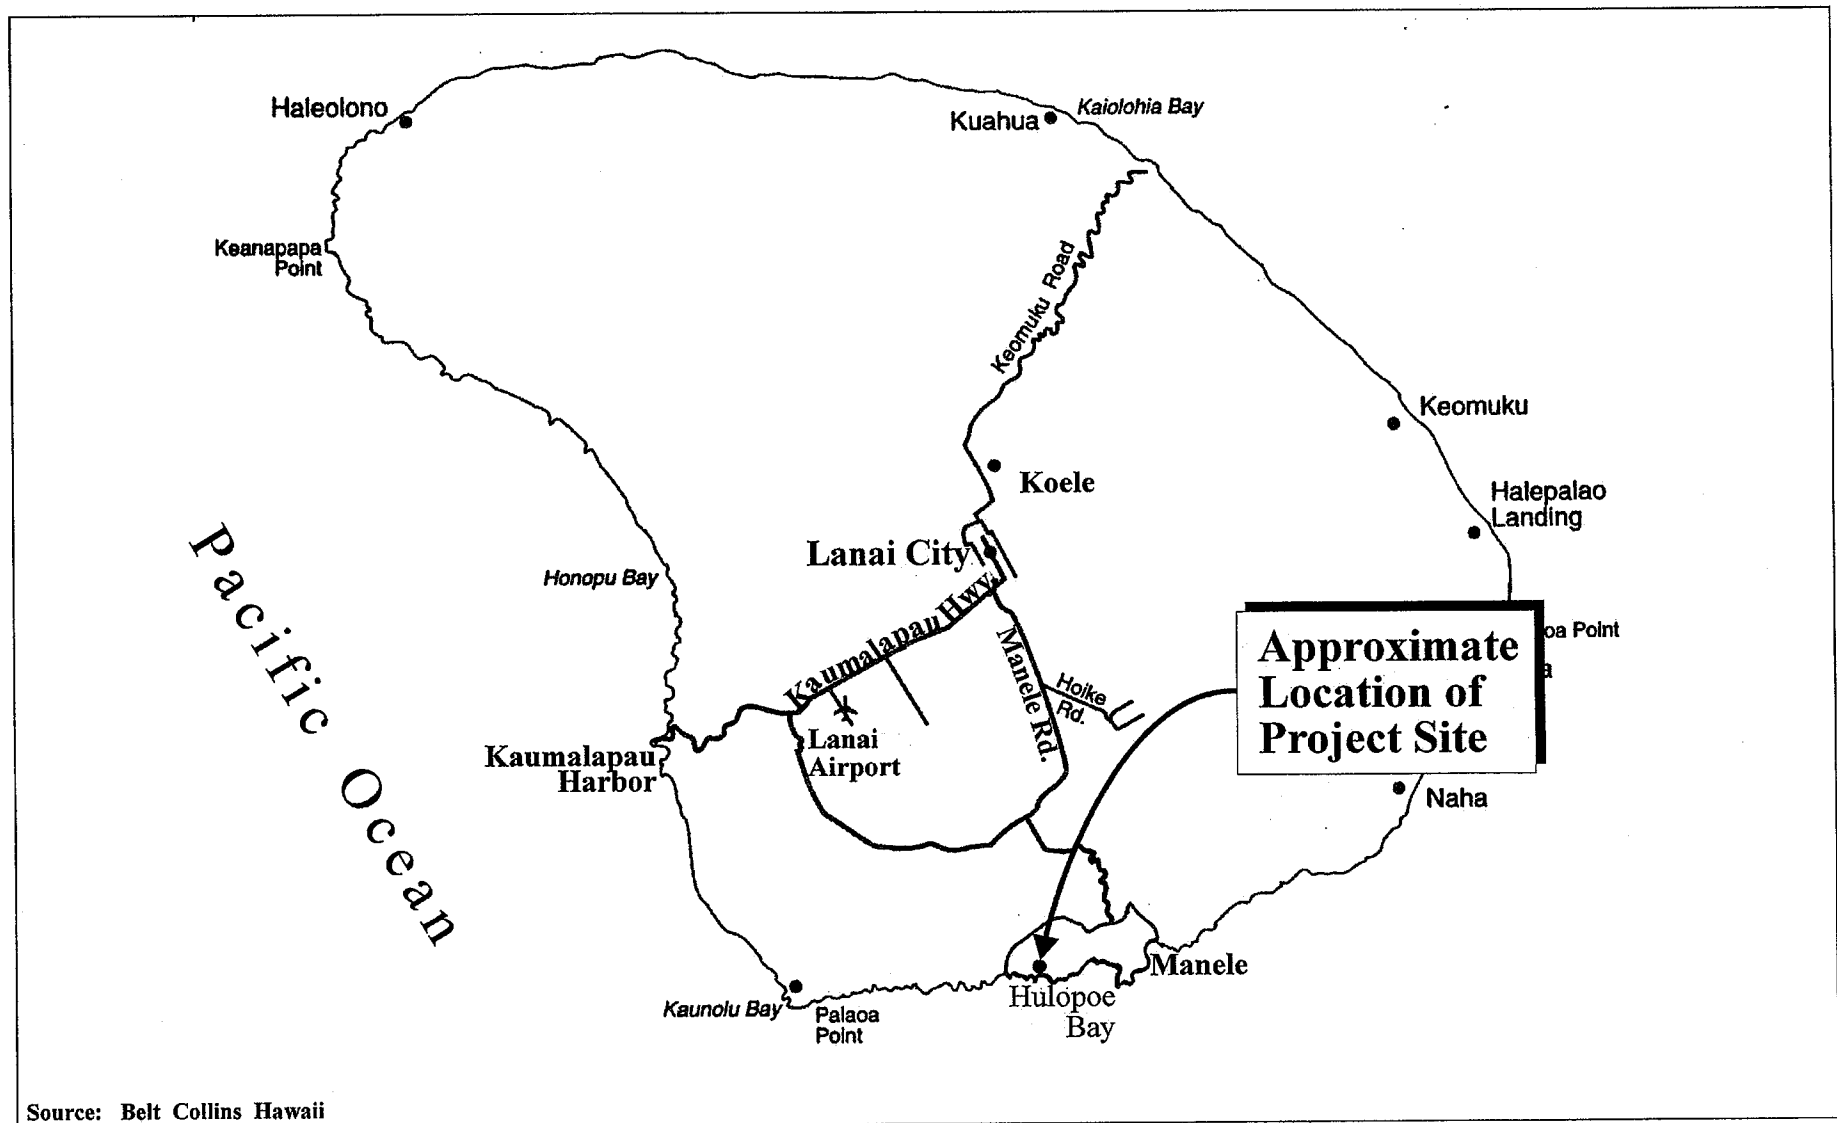 Haleolono
Kuahua
Kaiolohia Bay
Keanapapa
Point
Keomuku Road
Keomuku
Koele
Halepalao
Landing
Pacific Ocean
Lanai City
Honopu Bay
Kaumalapau Hwy.
Manele Rd.
Hoike
Rd.
Approximate
Location of
Project Site
oa Point
a
Lanai
Airport
Kaumalapau
Harbor
Naha
Manele
Hulopoe
Bay
Kaunolu Bay
Palaoa
Point
Source: Belt Collins Hawaii